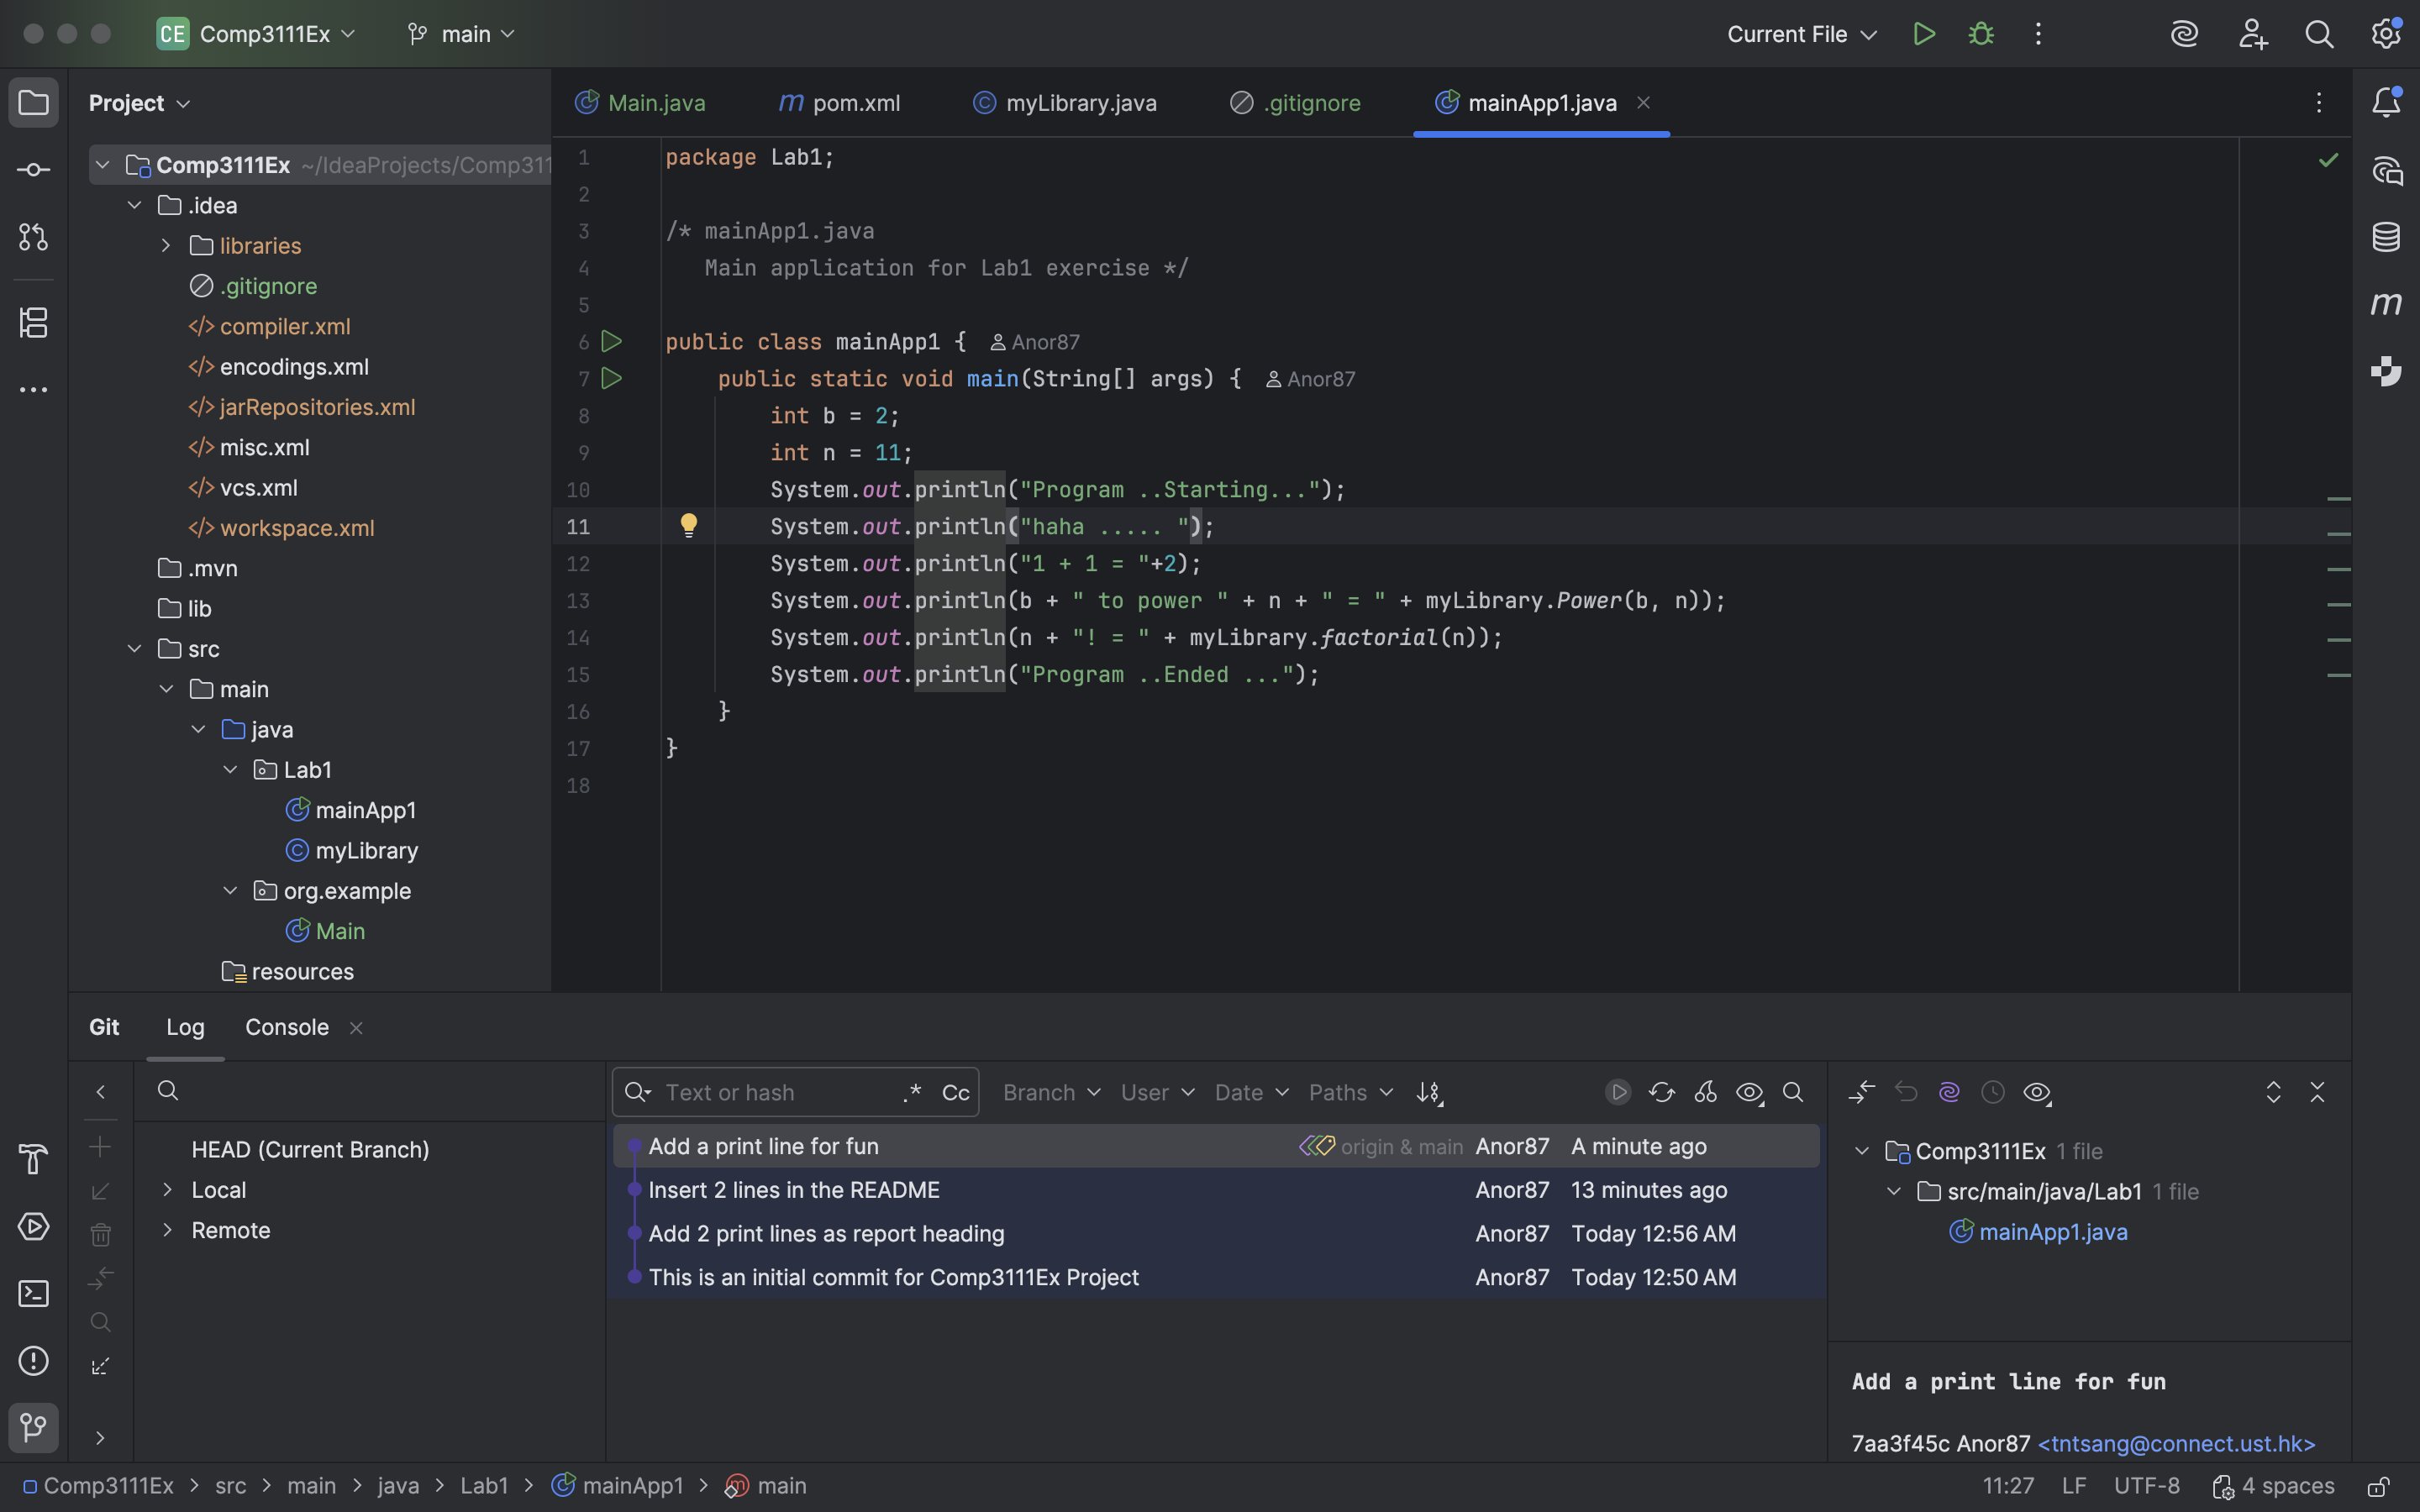 CE Comp3111Ex main Current File
Project
Main.java pom.xml myLibrary.java .gitignore mainApp1.java
Comp3111Ex ~/IdeaProjects/Comp311
.idea
libraries
.gitignore
compiler.xml
encodings.xml
jarRepositories.xml
misc.xml
vcs.xml
workspace.xml
.mvn
lib
src
main
java
Lab1
mainApp1
myLibrary
org.example
Main
resources
1 package Lab1;
2
3 /* mainApp1.java
4 Main application for Lab1 exercise */
5
6 public class mainApp1 { Anor87
7 public static void main(String[] args) { Anor87
8 int b = 2;
9 int n = 11;
10 System.out.println("Program ..Starting...");
11 System.out.println("haha ..... ");
12 System.out.println("1 + 1 = "+2);
13 System.out.println(b + " to power " + n + " = " + myLibrary.Power(b, n));
14 System.out.println(n + "! = " + myLibrary.factorial(n));
15 System.out.println("Program ..Ended ...");
16 }
17 }
18
Git Log Console
HEAD (Current Branch)
Local
Remote
Text or hash .* Cc Branch User Date Paths
Add a print line for fun origin & main Anor87 A minute ago
Insert 2 lines in the README Anor87 13 minutes ago
Add 2 print lines as report heading Anor87 Today 12:56 AM
This is an initial commit for Comp3111Ex Project Anor87 Today 12:50 AM
Comp3111Ex 1 file
src/main/java/Lab1 1 file
mainApp1.java
Add a print line for fun
7aa3f45c Anor87 <tntsang@connect.ust.hk>
Comp3111Ex > src > main > java > Lab1 > mainApp1 > main 11:27 LF UTF-8 4 spaces